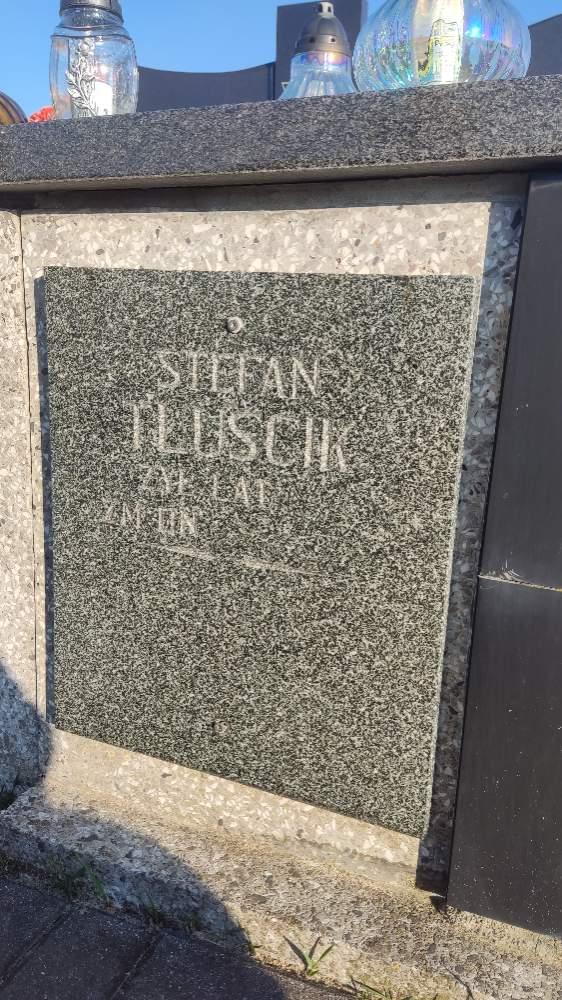 STEFAN
TŁUŚCIK
ŻYŁ LAT
ZM DN